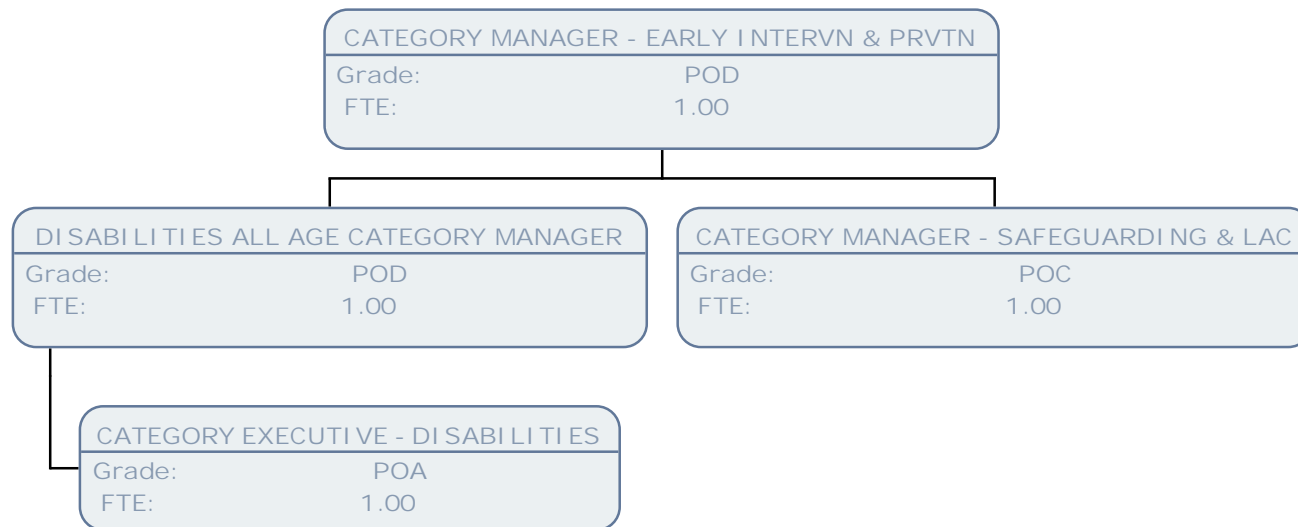 CATEGORY MANAGER - EARLY INTERVN & PRVTN
Grade: POD
FTE: 1.00
DISABILITIES ALL AGE CATEGORY MANAGER
Grade: POD
FTE: 1.00
CATEGORY MANAGER - SAFEGUARDING & LAC
Grade: POC
FTE: 1.00
CATEGORY EXECUTIVE - DISABILITIES
Grade: POA
FTE: 1.00